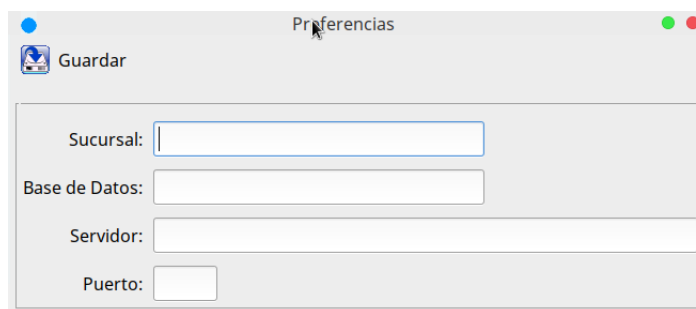 Preferencias
Guardar
Sucursal:
Base de Datos:
Servidor:
Puerto: